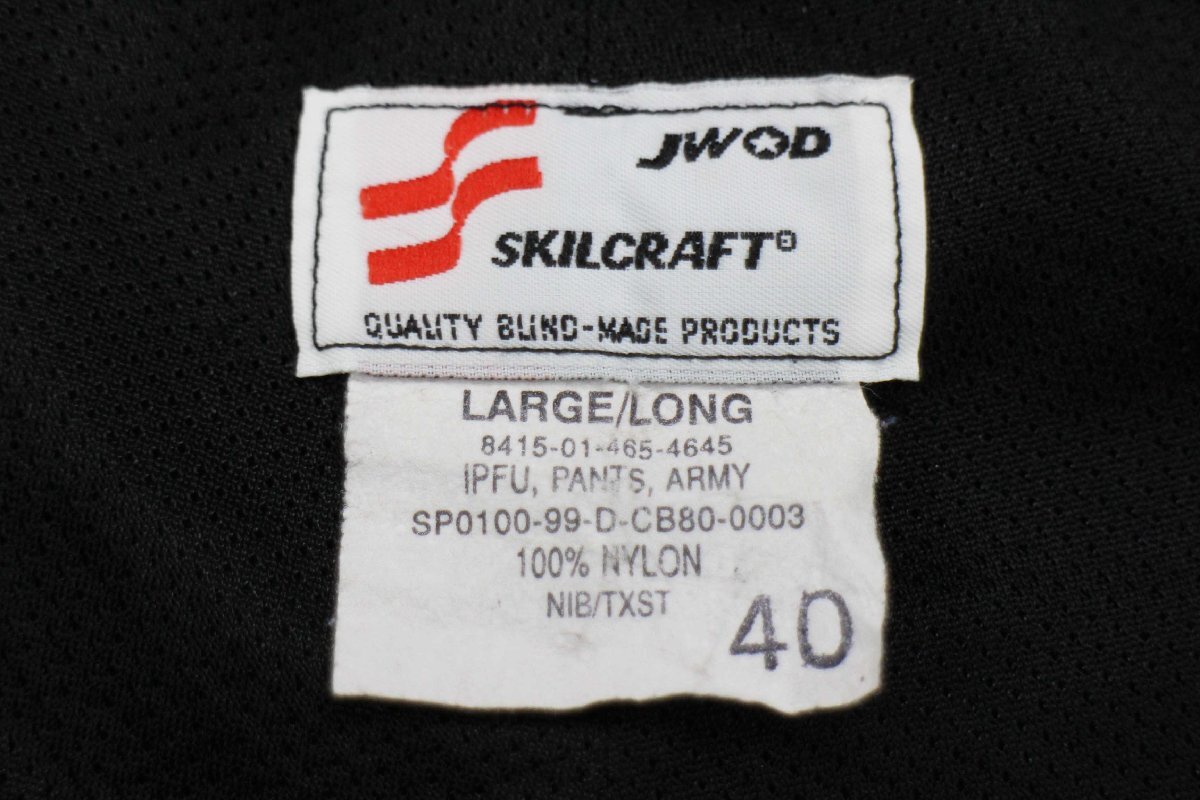 JWOD
SKILCRAFT®
QUALITY BLIND-MADE PRODUCTS
LARGE/LONG
8415-01-465-4645
IPFU, PANTS, ARMY
SP0100-99-D-CB80-0003
100% NYLON
NIB/TXST
40